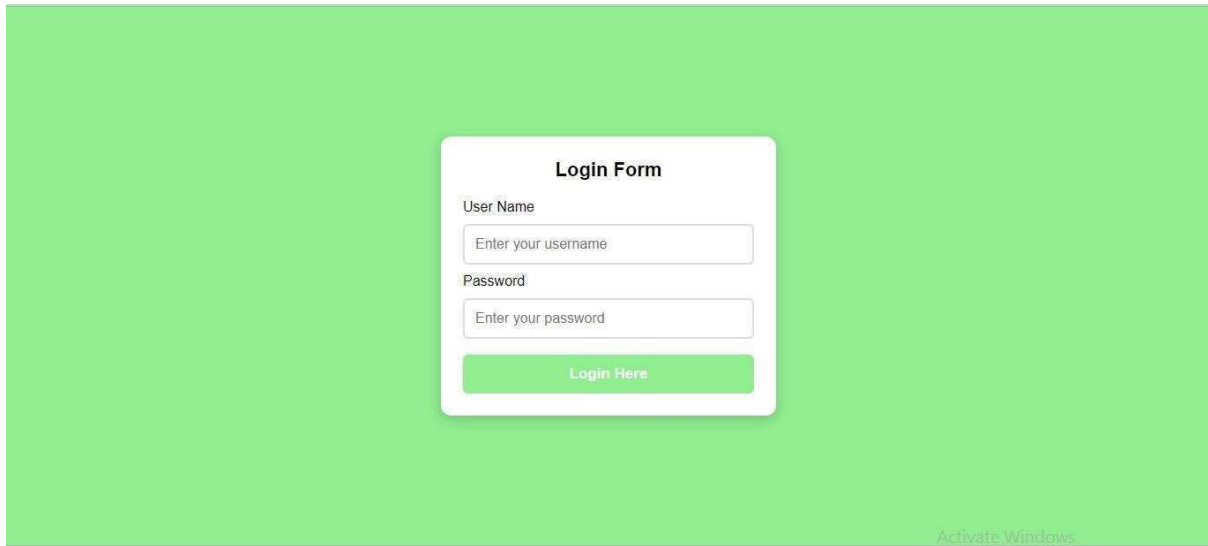 Login Form
User Name
Enter your username
Password
Enter your password
Login Here
Activate Windows